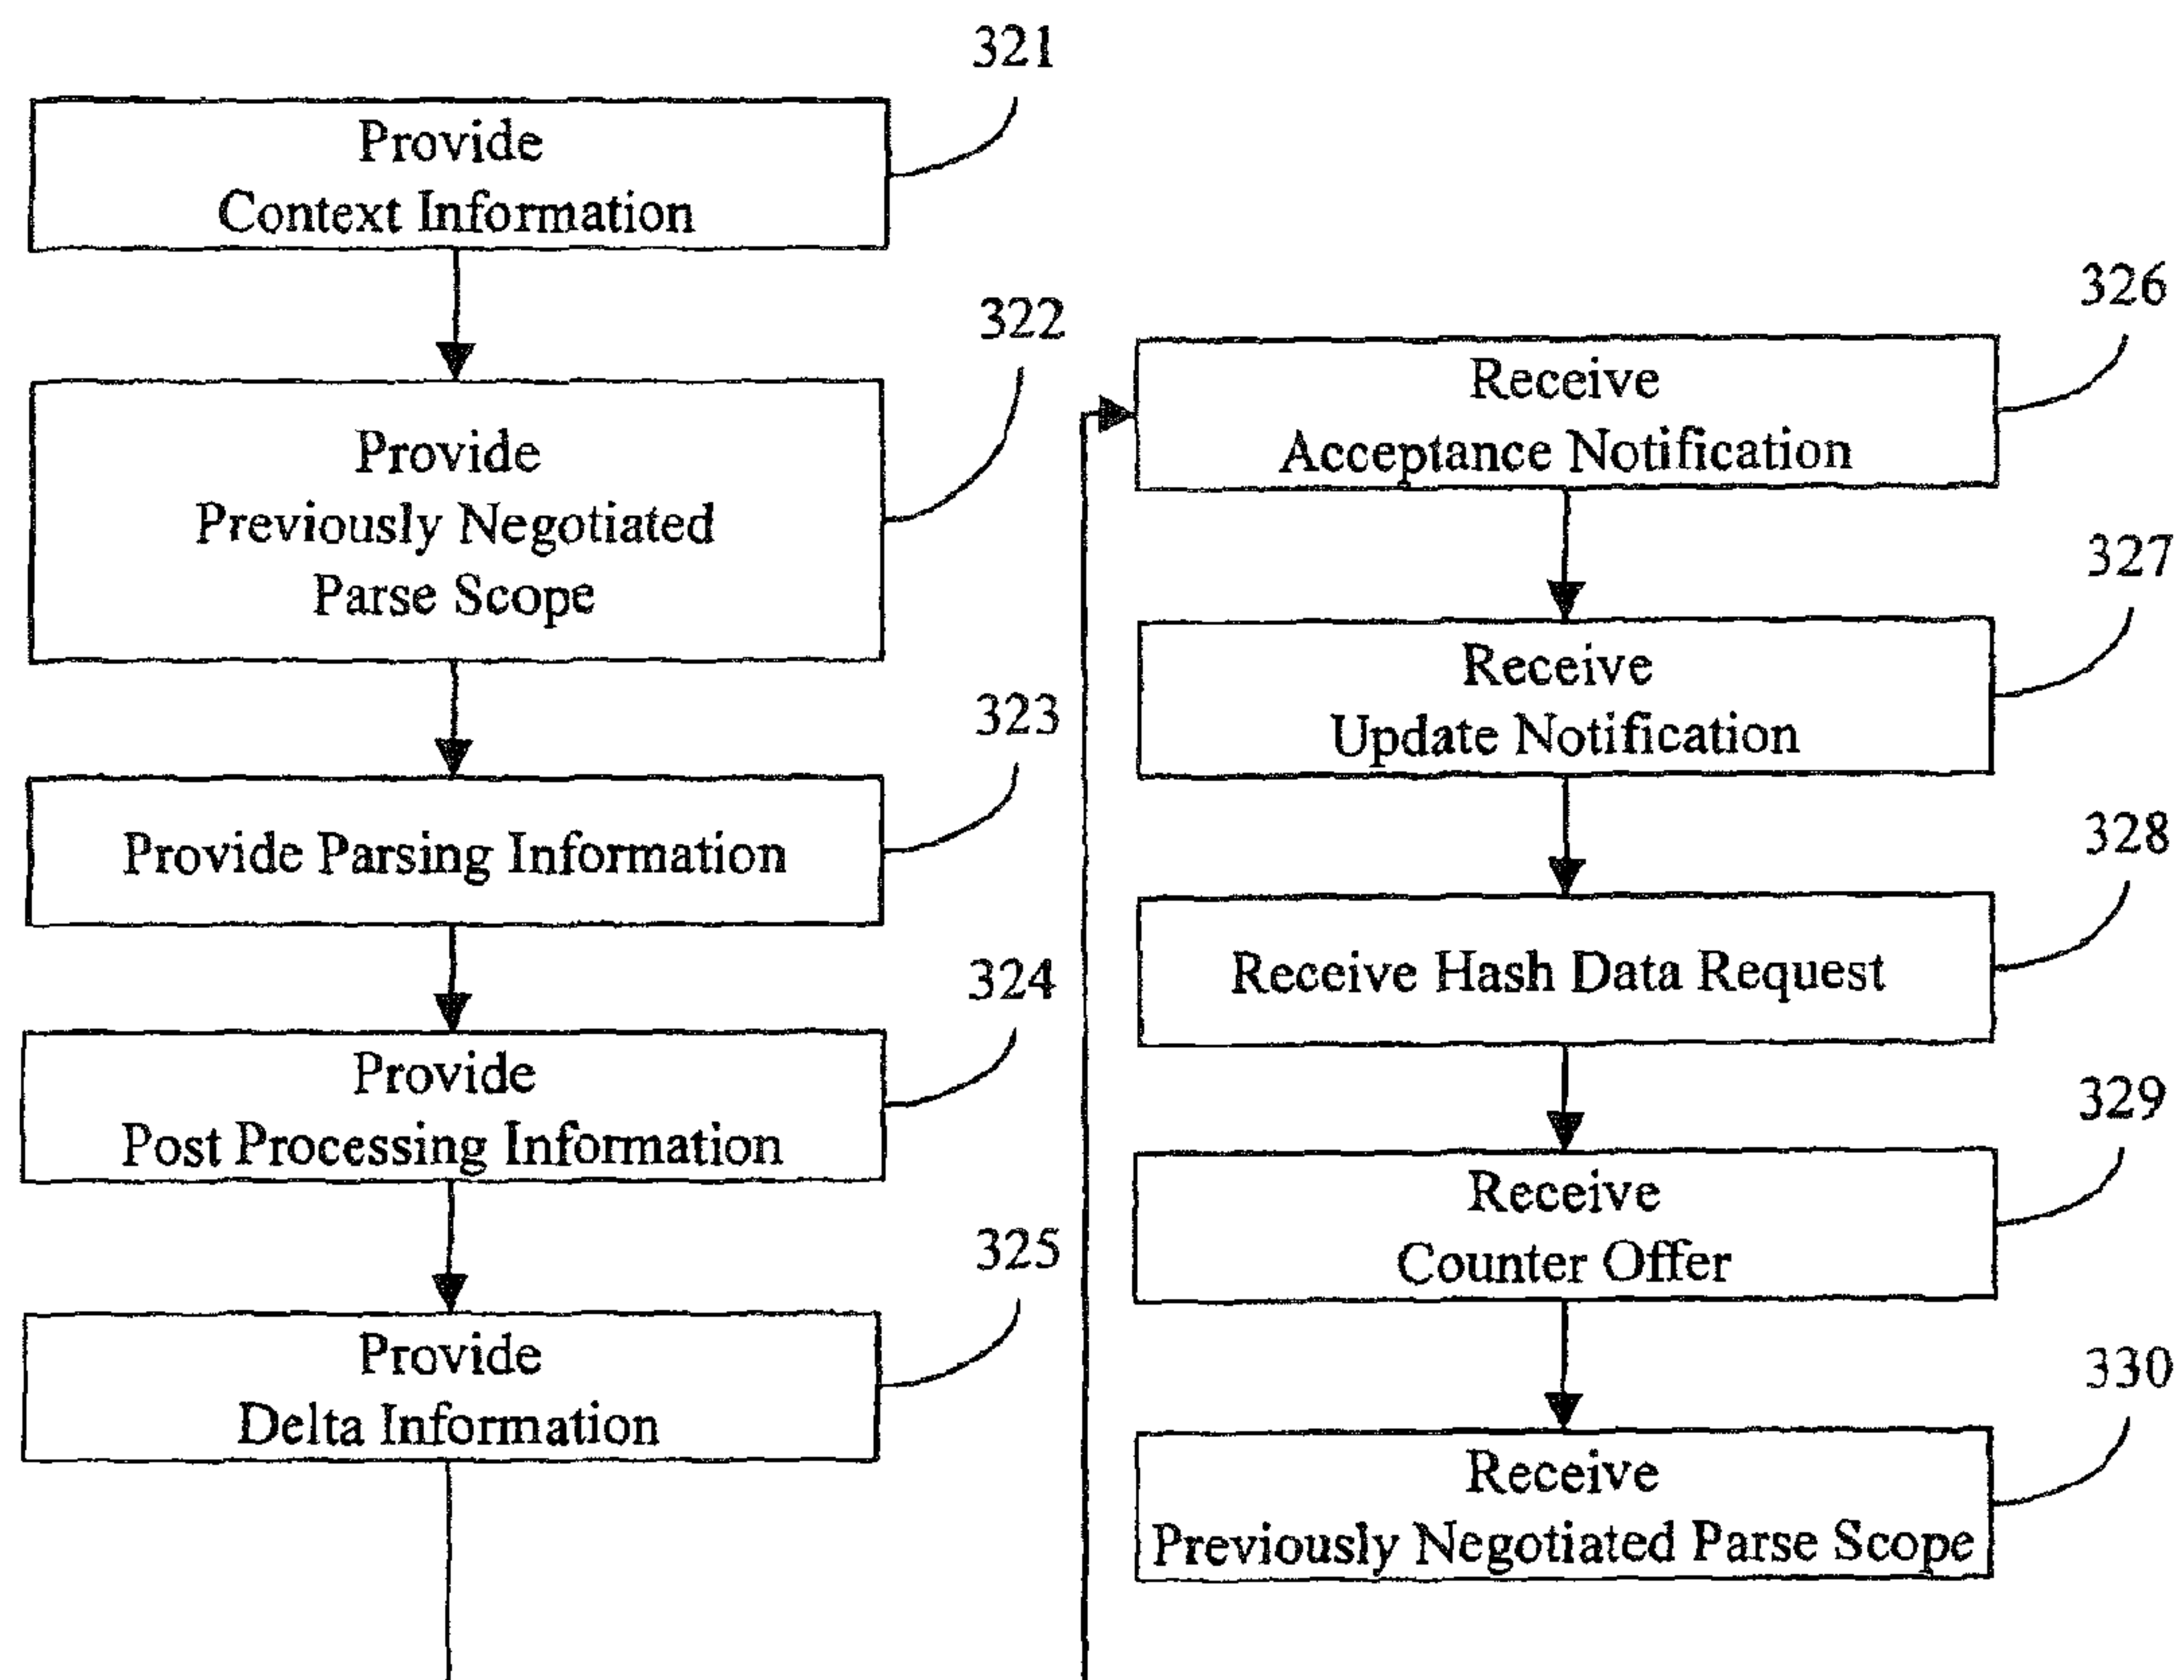 321
Provide
Context Information
322
Provide
Previously Negotiated
Parse Scope
323
Provide Parsing Information
324
Provide
Post Processing Information
325
Provide
Delta Information
326
Receive
Acceptance Notification
327
Receive
Update Notification
328
Receive Hash Data Request
329
Receive
Counter Offer
330
Receive
Previously Negotiated Parse Scope